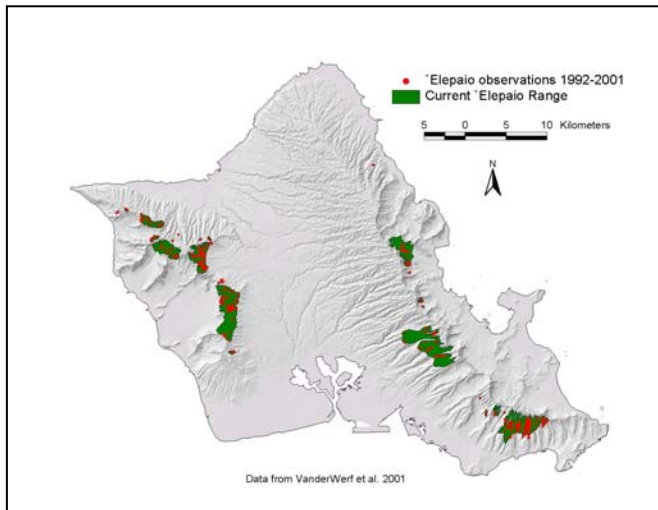 `Elepaio observations 1992-2001
Current `Elepaio Range
5 0 5 10 Kilometers
N
Data from VanderWerf et al. 2001